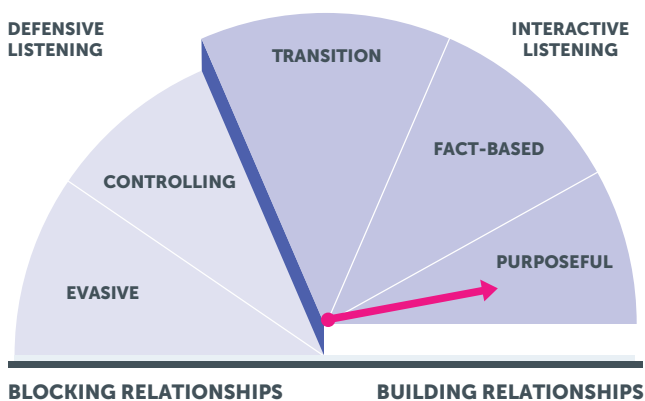 DEFENSIVE
LISTENING
INTERACTIVE
LISTENING
TRANSITION
FACT-BASED
CONTROLLING
PURPOSEFUL
EVASIVE
BLOCKING RELATIONSHIPS
BUILDING RELATIONSHIPS